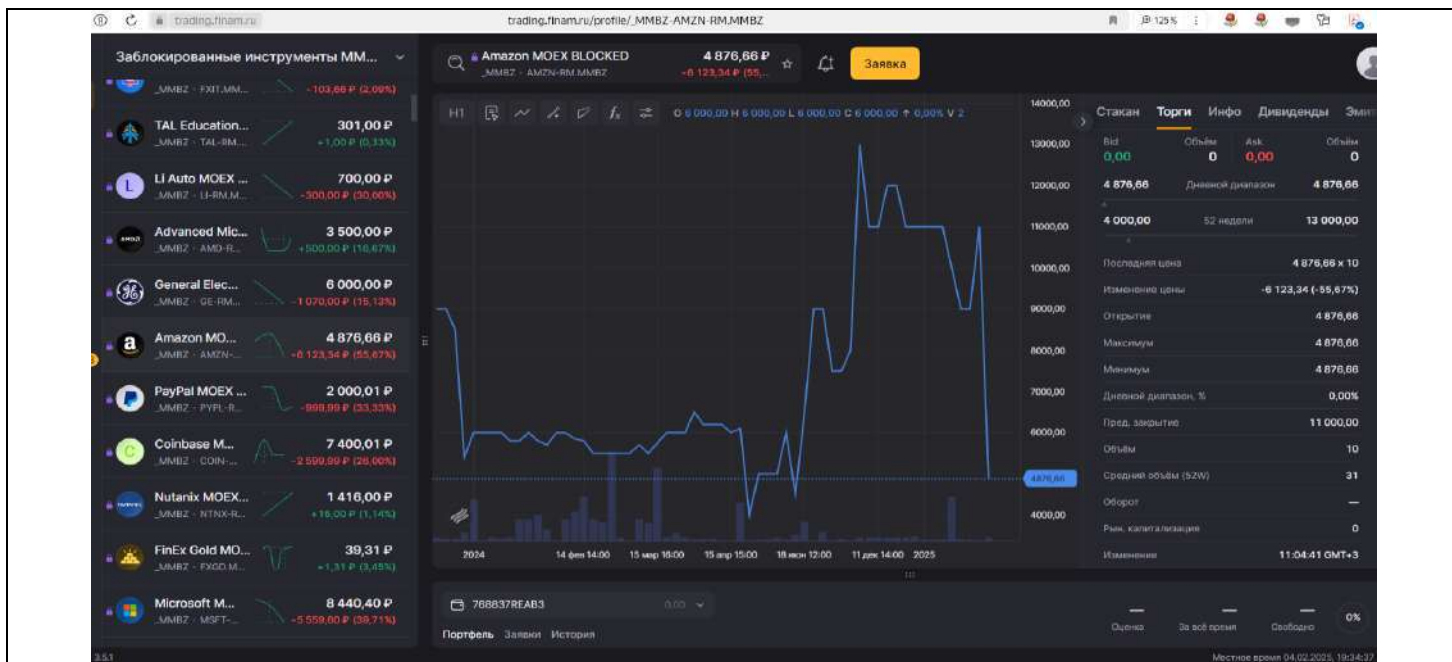 trading.finam.ru
trading.finam.ru/profile/_MMBZ-AMZN-RM.MMBZ
125 %
Заблокированные инструменты MM...
_MMBZ · FXIT.MM...
-103,66 ₽ (2,09%)
TAL Education...
301,00 ₽
_MMBZ · TAL-RM....
+1,00 ₽ (0,33%)
Li Auto MOEX ...
700,00 ₽
_MMBZ · LI-RM.M...
-300,00 ₽ (30,00%)
Advanced Mic...
3 500,00 ₽
_MMBZ · AMD-R...
+500,00 ₽ (16,67%)
General Elec...
6 000,00 ₽
_MMBZ · GE-RM...
-1 070,00 ₽ (15,13%)
Amazon MO...
4 876,66 ₽
_MMBZ · AMZN-...
-6 123,34 ₽ (55,67%)
PayPal MOEX ...
2 000,01 ₽
_MMBZ · PYPL-R...
-999,99 ₽ (33,33%)
Coinbase M...
7 400,01 ₽
_MMBZ · COIN-...
-2 599,99 ₽ (26,00%)
Nutanix MOEX...
1 416,00 ₽
_MMBZ · NTNX-R...
+16,00 ₽ (1,14%)
FinEx Gold MO...
39,31 ₽
_MMBZ · FXGD.M...
+1,31 ₽ (3,45%)
Microsoft M...
8 440,40 ₽
_MMBZ · MSFT-...
-5 559,60 ₽ (39,71%)
3.5.1
Amazon MOEX BLOCKED
4 876,66 ₽
_MMBZ · AMZN-RM.MMBZ
-6 123,34 ₽ (55,...
Заявка
H1
O 6 000,00 H 6 000,00 L 6 000,00 C 6 000,00 ↑ 0,00% V 2
14000,00
13000,00
12000,00
11000,00
10000,00
9000,00
8000,00
7000,00
6000,00
4876,66
4000,00
2024 14 фев 14:00 15 мар 16:00 15 апр 15:00 18 июн 12:00 11 дек 14:00 2025
Стакан Торги Инфо Дивиденды Эмит
Bid Объём Ask Объём
0,00 0 0,00 0
4 876,66 Дневной диапазон 4 876,66
4 000,00 52 недели 13 000,00
Последняя цена 4 876,66 x 10
Изменение цены -6 123,34 (-55,67%)
Открытие 4 876,66
Максимум 4 876,66
Минимум 4 876,66
Дневной диапазон, % 0,00%
Пред. закрытие 11 000,00
Объём 10
Средний объём (52W) 31
Оборот —
Рын. капитализация 0
Изменение 11:04:41 GMT+3
788837REAB3 0,00
Портфель Заявки История
— — — 0%
Оценка За всё время Свободно
Местное время 04.02.2025, 19:34:37